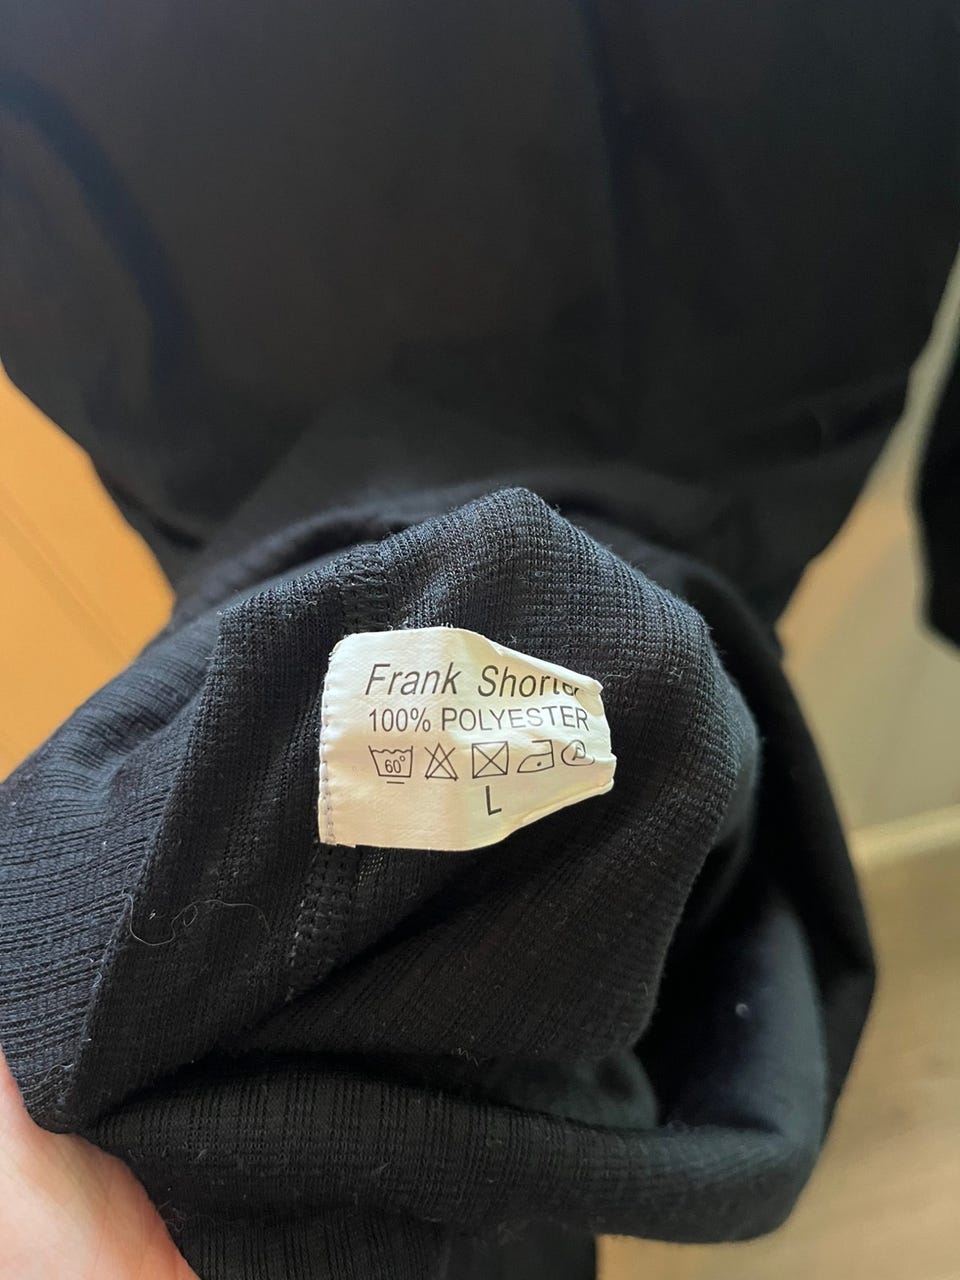 Frank
100% POLYESTER
60°
L